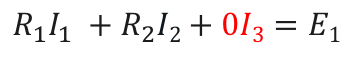 R₁I₁ + R₂I₂ + 0I₃ = E₁